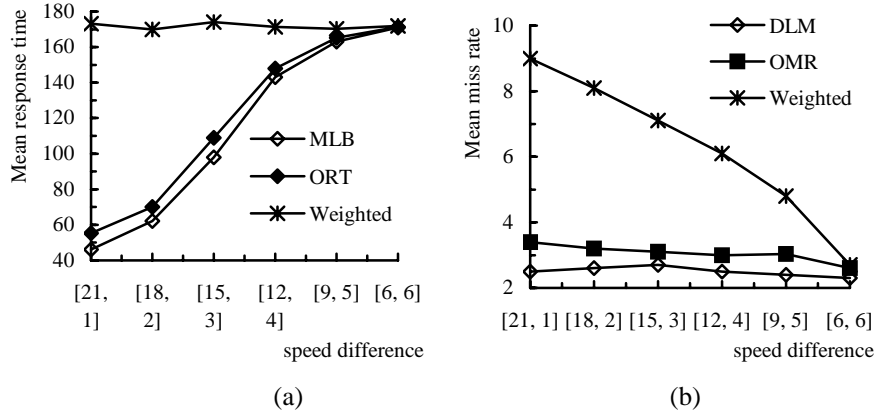 Mean response time
180
160
140
120
100
80
60
40
MLB
ORT
Weighted
[21, 1]
[18, 2]
[15, 3]
[12, 4]
[9, 5]
[6, 6]
speed difference
(a)
Mean miss rate
10
8
6
4
2
DLM
OMR
Weighted
[21, 1] [18, 2] [15, 3] [12, 4] [9, 5] [6, 6]
speed difference
(b)